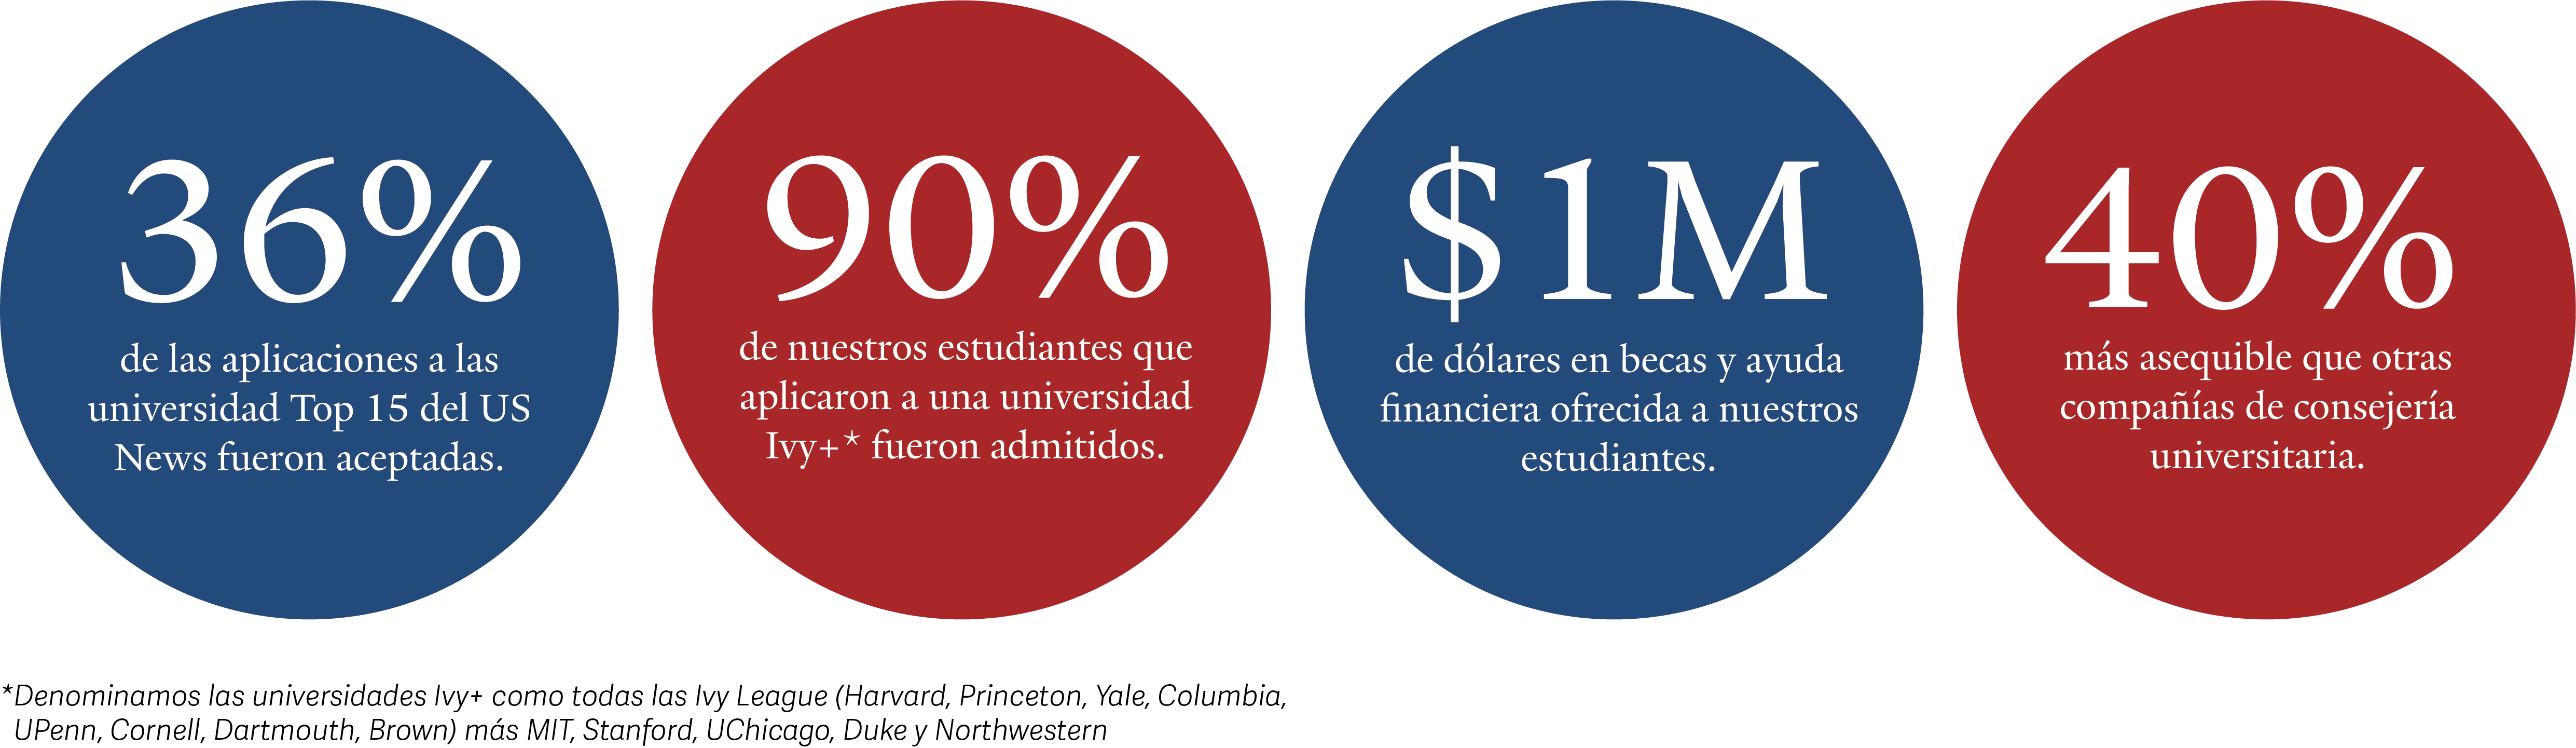 36%
de las aplicaciones a las
universidad Top 15 del US
News fueron aceptadas.
90%
de nuestros estudiantes que
aplicaron a una universidad
Ivy+* fueron admitidos.
$1M
de dólares en becas y ayuda
financiera ofrecida a nuestros
estudiantes.
40%
más asequible que otras
compañías de consejería
universitaria.
*Denominamos las universidades Ivy+ como todas las Ivy League (Harvard, Princeton, Yale, Columbia,
UPenn, Cornell, Dartmouth, Brown) más MIT, Stanford, UChicago, Duke y Northwestern